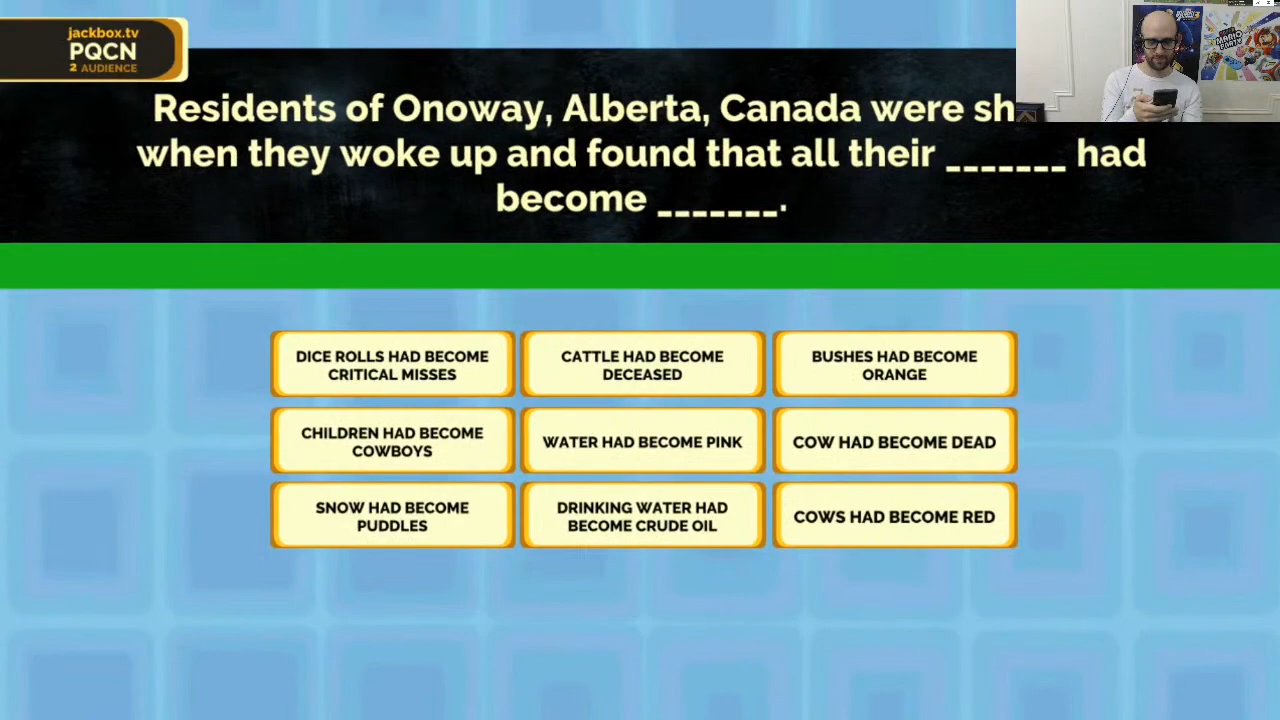 jackbox.tv
PQCN
2 AUDIENCE
Residents of Onoway, Alberta, Canada were
when they woke up and found that all their _______ had
become _______.
DICE ROLLS HAD BECOME
CRITICAL MISSES
CATTLE HAD BECOME
DECEASED
BUSHES HAD BECOME
ORANGE
CHILDREN HAD BECOME
COWBOYS
WATER HAD BECOME PINK
COW HAD BECOME DEAD
SNOW HAD BECOME
PUDDLES
DRINKING WATER HAD
BECOME CRUDE OIL
COWS HAD BECOME RED
MARIO
PARTY